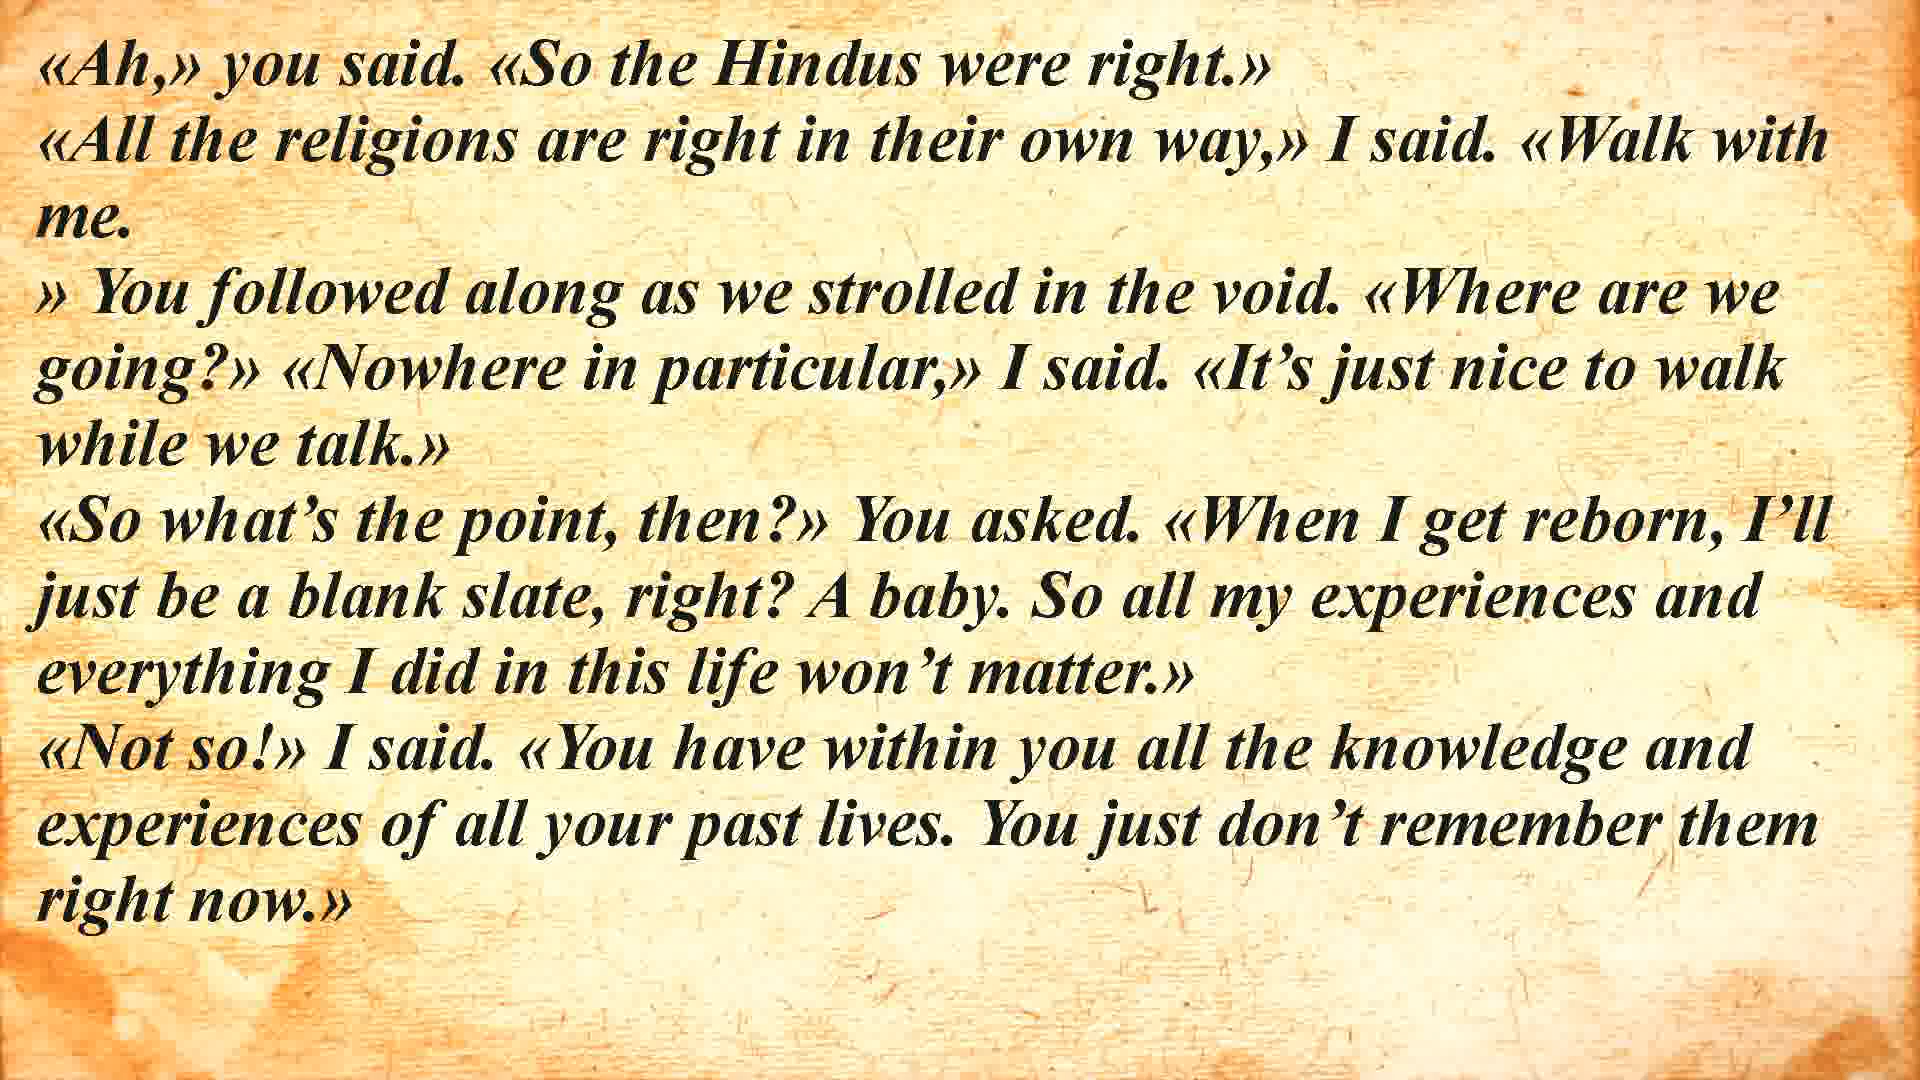 «Ah,» you said. «So the Hindus were right.»
«All the religions are right in their own way,» I said. «Walk with
me.
» You followed along as we strolled in the void. «Where are we
going?» «Nowhere in particular,» I said. «It’s just nice to walk
while we talk.»
«So what’s the point, then?» You asked. «When I get reborn, I’ll
just be a blank slate, right? A baby. So all my experiences and
everything I did in this life won’t matter.»
«Not so!» I said. «You have within you all the knowledge and
experiences of all your past lives. You just don’t remember them
right now.»